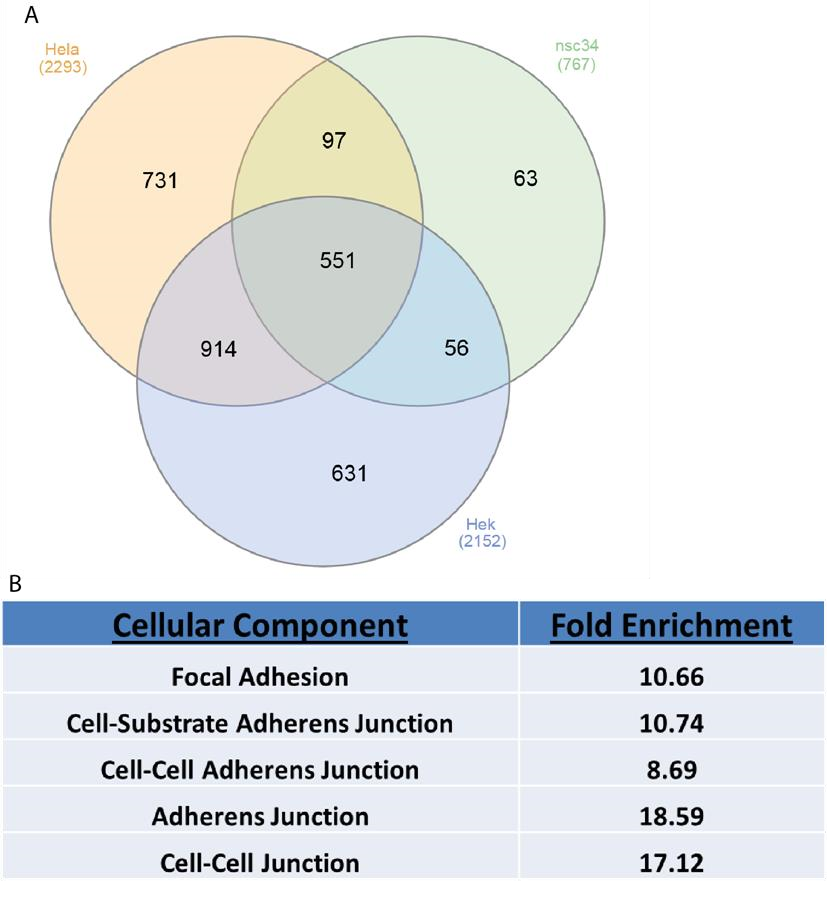 A
Hela
(2293)
nsc34
(767)
97
731
63
551
914
56
631
Hek
(2152)
B
Cellular Component Fold Enrichment
Focal Adhesion 10.66
Cell-Substrate Adherens Junction 10.74
Cell-Cell Adherens Junction 8.69
Adherens Junction 18.59
Cell-Cell Junction 17.12